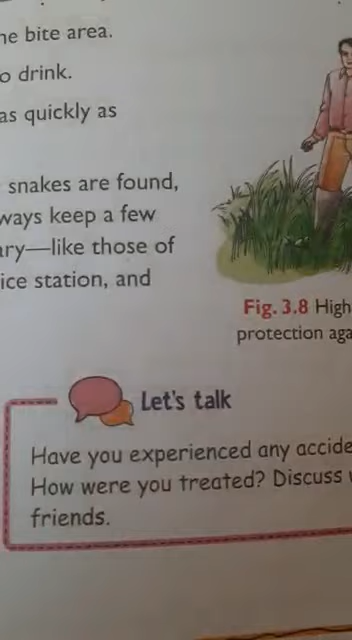 he bite area.
o drink.
as quickly as
snakes are found,
ways keep a few
ary—like those of
ice station, and
Fig. 3.8 High
protection aga
Let's talk
Have you experienced any accide
How were you treated? Discuss w
friends.